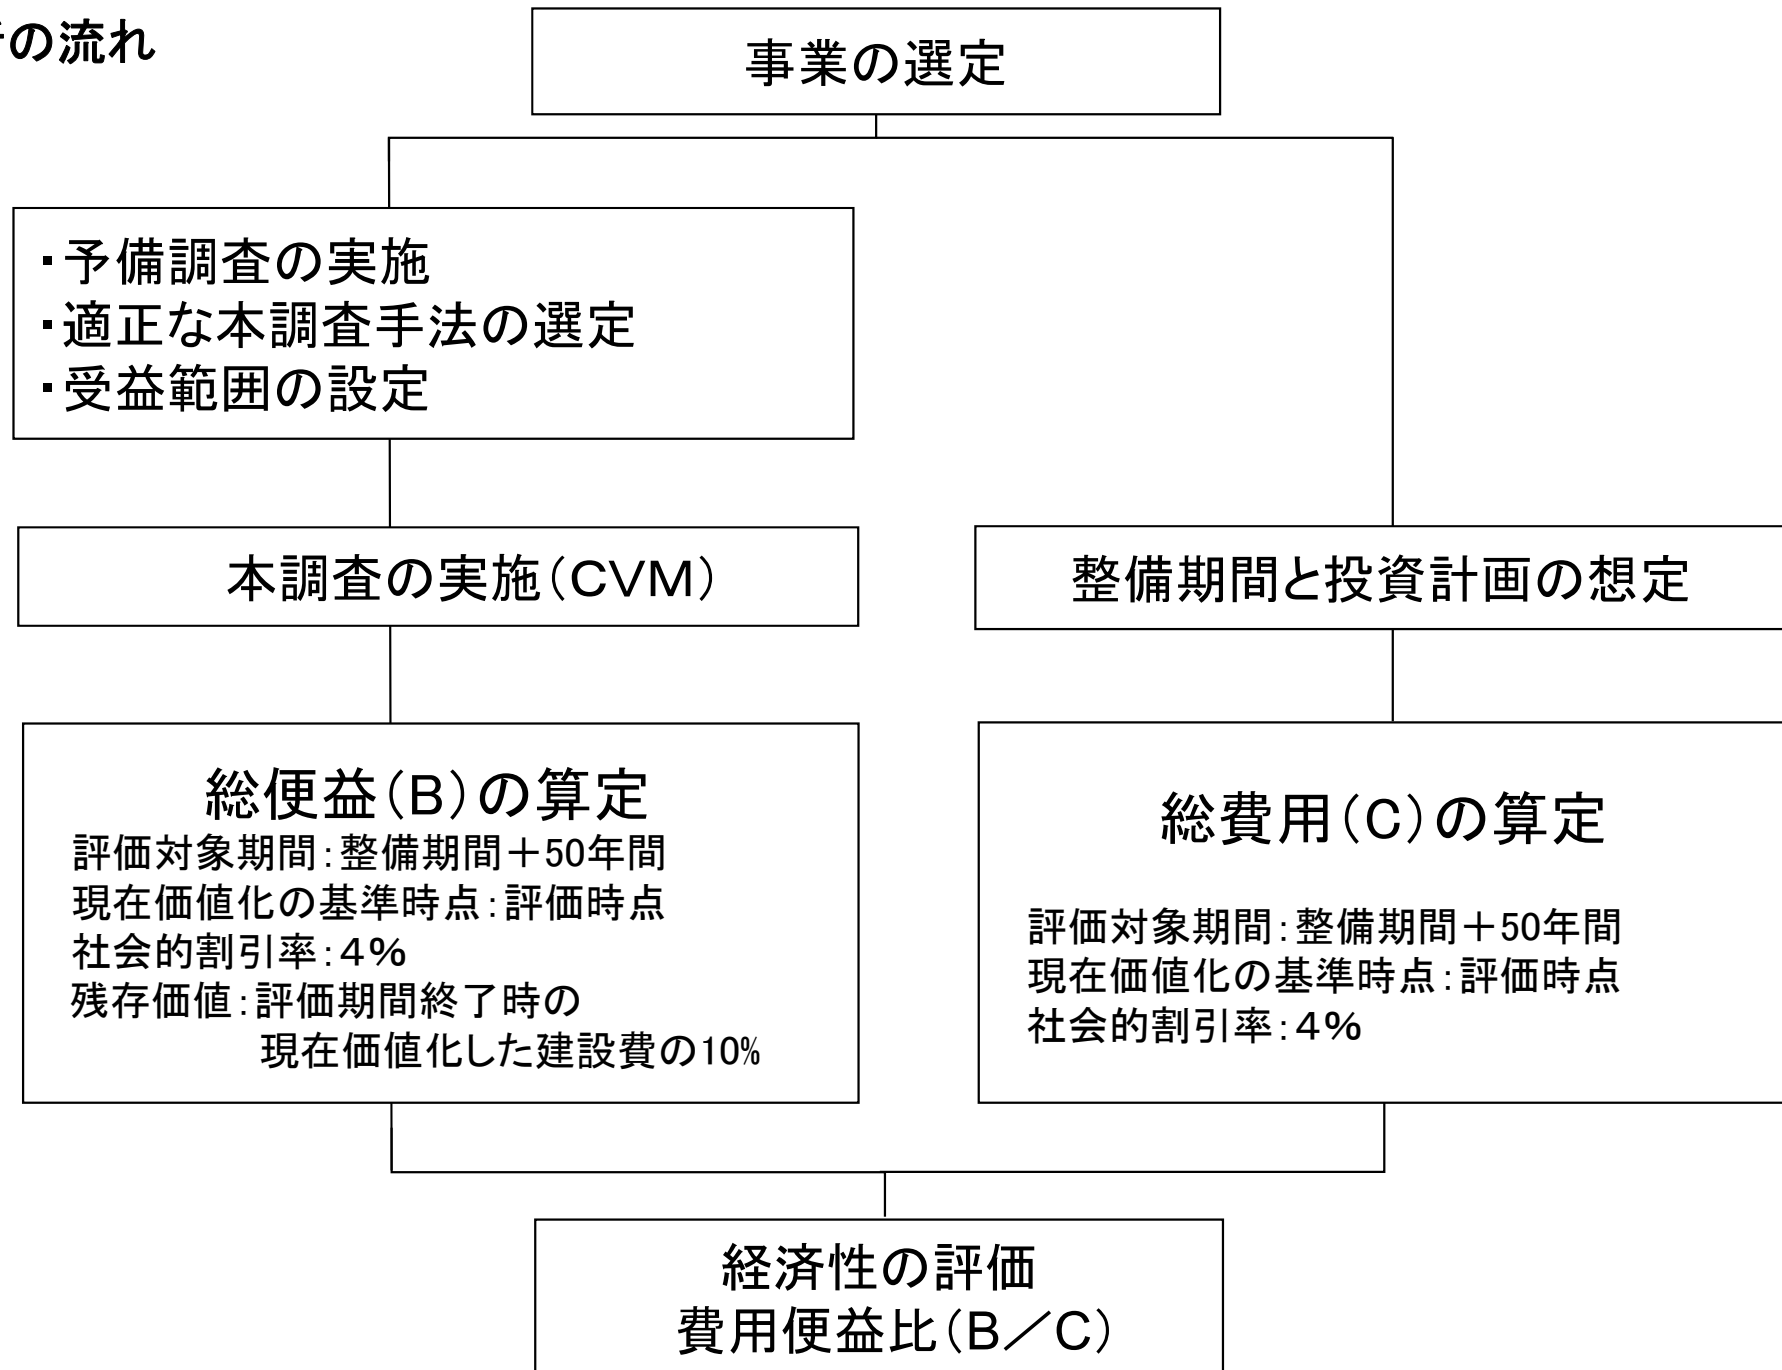 の流れ
事業の選定
・予備調査の実施
・適正な本調査手法の選定
・受益範囲の設定
本調査の実施（ＣＶＭ）
整備期間と投資計画の想定
総便益（Ｂ）の算定
評価対象期間：整備期間＋50年間
現在価値化の基準時点：評価時点
社会的割引率：４％
残存価値：評価期間終了時の
現在価値化した建設費の10%
総費用（Ｃ）の算定
評価対象期間：整備期間＋50年間
現在価値化の基準時点：評価時点
社会的割引率：４％
経済性の評価
費用便益比（Ｂ／Ｃ）